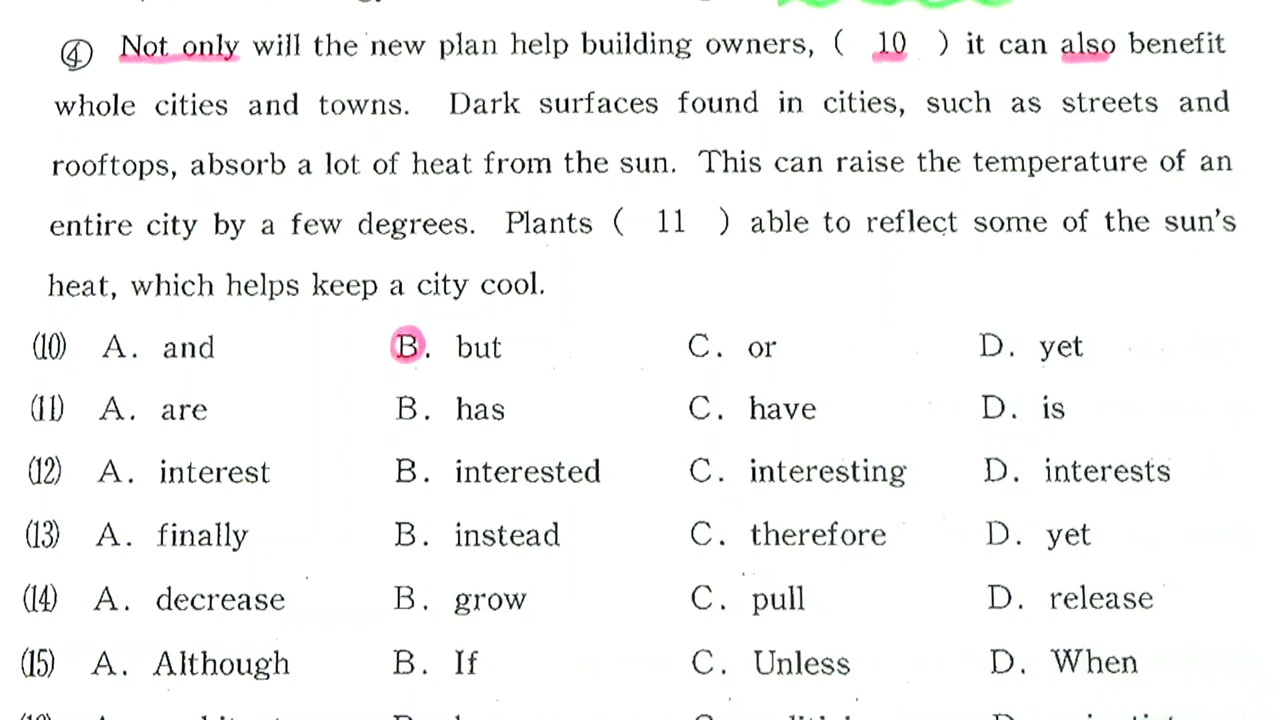 ④ Not only will the new plan help building owners, ( 10 ) it can also benefit
whole cities and towns. Dark surfaces found in cities, such as streets and
rooftops, absorb a lot of heat from the sun. This can raise the temperature of an
entire city by a few degrees. Plants ( 11 ) able to reflect some of the sun's
heat, which helps keep a city cool.
(10) A. and B. but C. or D. yet
(11) A. are B. has C. have D. is
(12) A. interest B. interested C. interesting D. interests
(13) A. finally B. instead C. therefore D. yet
(14) A. decrease B. grow C. pull D. release
(15) A. Although B. If C. Unless D. When